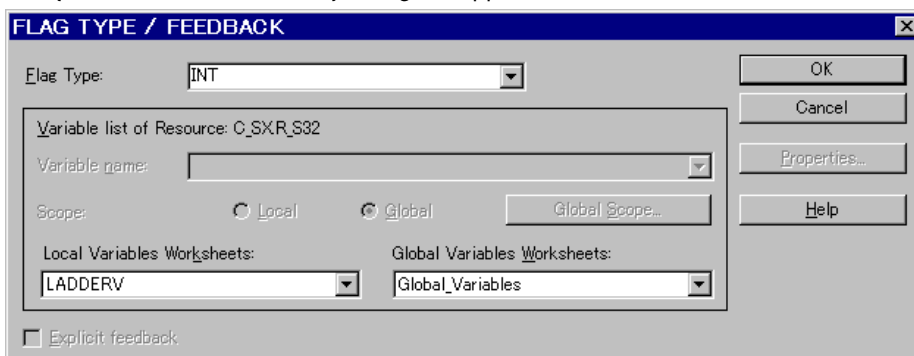 FLAG TYPE / FEEDBACK
Flag Type: INT
OK
Cancel
Variable list of Resource: C_SXR_S32
Variable name:
Properties...
Scope: Local Global Global Scope...
Help
Local Variables Worksheets: Global Variables Worksheets:
LADDERV Global_Variables
Explicit feedback